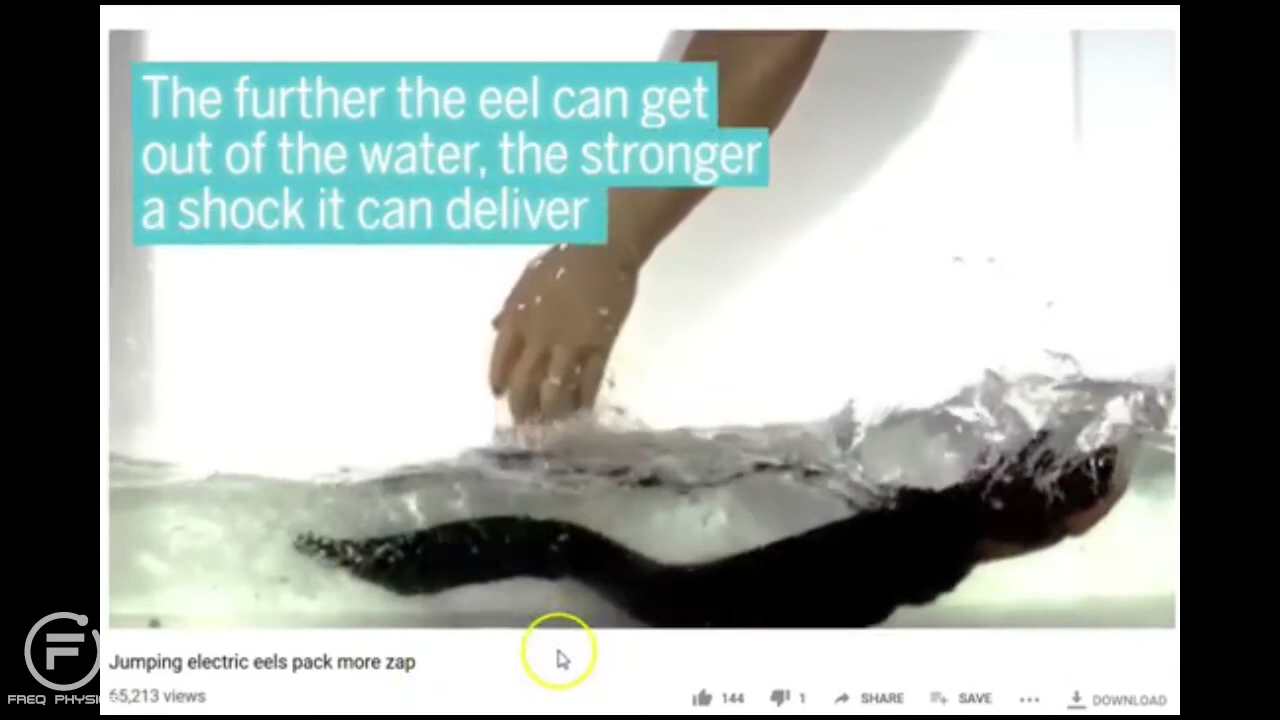 The further the eel can get
out of the water, the stronger
a shock it can deliver
Jumping electric eels pack more zap
65,213 views
144
1
SHARE
SAVE
DOWNLOAD
F
FREQ PHYSI